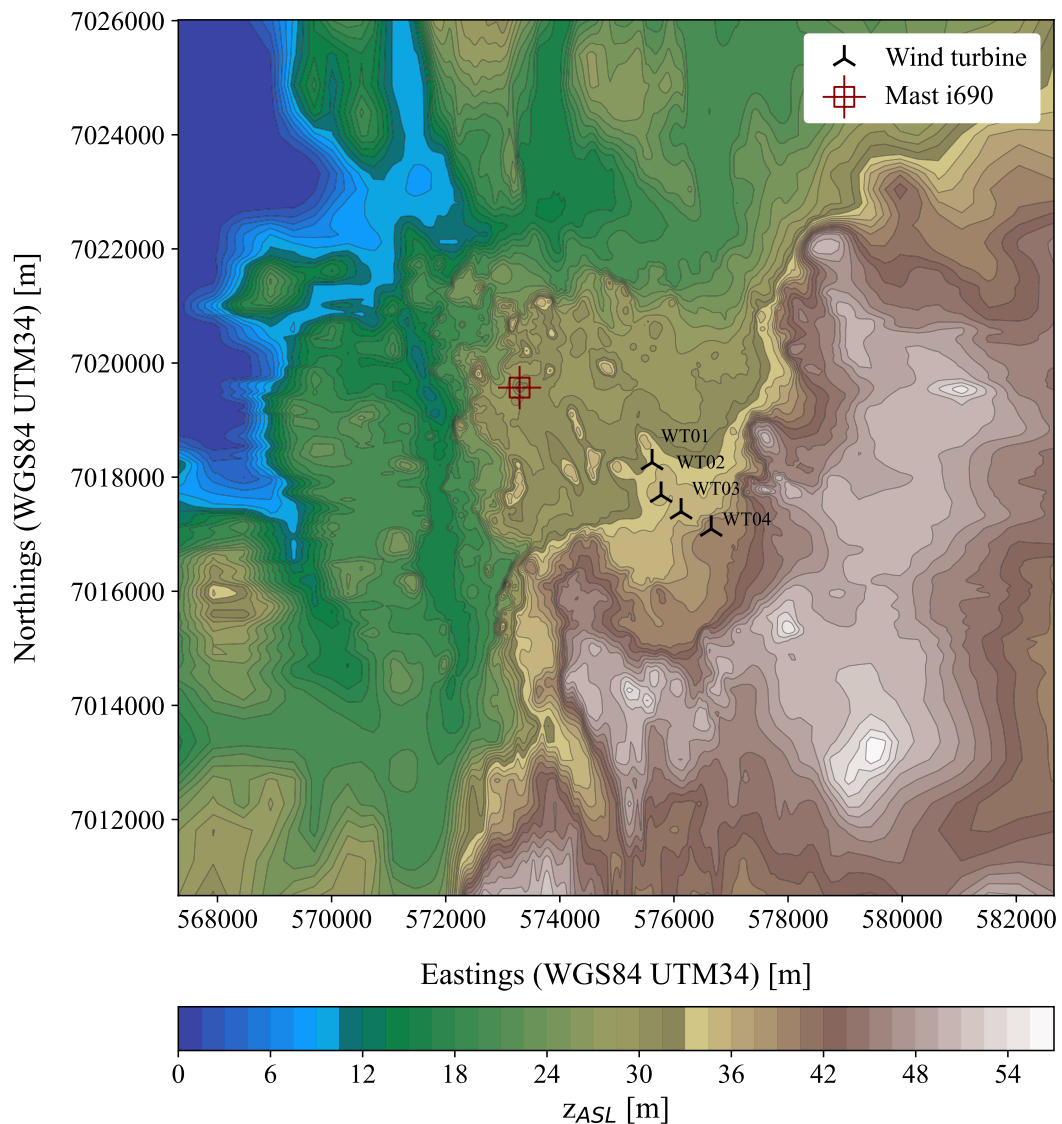 7026000
7024000
7022000
7020000
7018000
7016000
7014000
7012000
Northings (WGS84 UTM34) [m]
Wind turbine
Mast i690
WT01
WT02
WT03
WT04
568000 570000 572000 574000 576000 578000 580000 582000
Eastings (WGS84 UTM34) [m]
0 6 12 18 24 30 36 42 48 54
z_ASL [m]